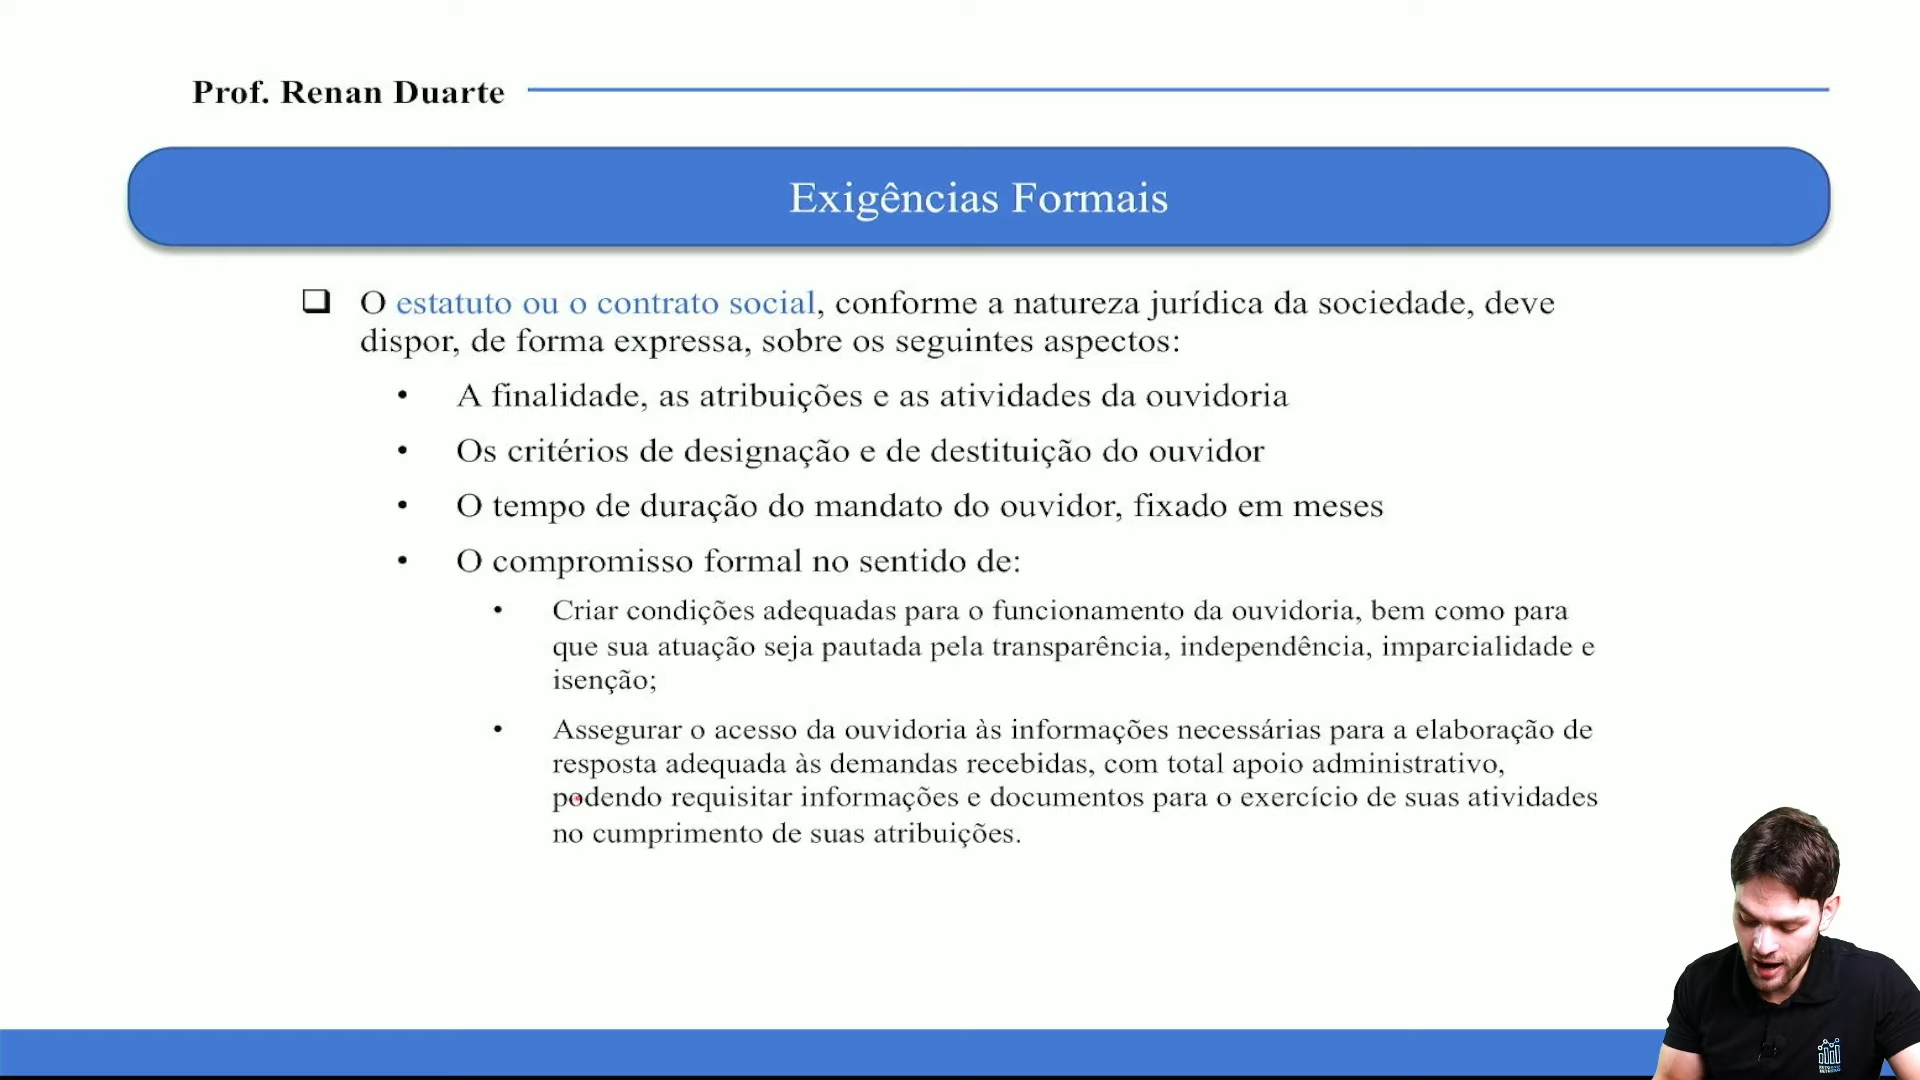 Prof. Renan Duarte
Exigências Formais
O estatuto ou o contrato social, conforme a natureza jurídica da sociedade, deve
dispor, de forma expressa, sobre os seguintes aspectos:
• A finalidade, as atribuições e as atividades da ouvidoria
• Os critérios de designação e de destituição do ouvidor
• O tempo de duração do mandato do ouvidor, fixado em meses
• O compromisso formal no sentido de:
• Criar condições adequadas para o funcionamento da ouvidoria, bem como para
que sua atuação seja pautada pela transparência, independência, imparcialidade e
isenção;
• Assegurar o acesso da ouvidoria às informações necessárias para a elaboração de
resposta adequada às demandas recebidas, com total apoio administrativo,
podendo requisitar informações e documentos para o exercício de suas atividades
no cumprimento de suas atribuições.